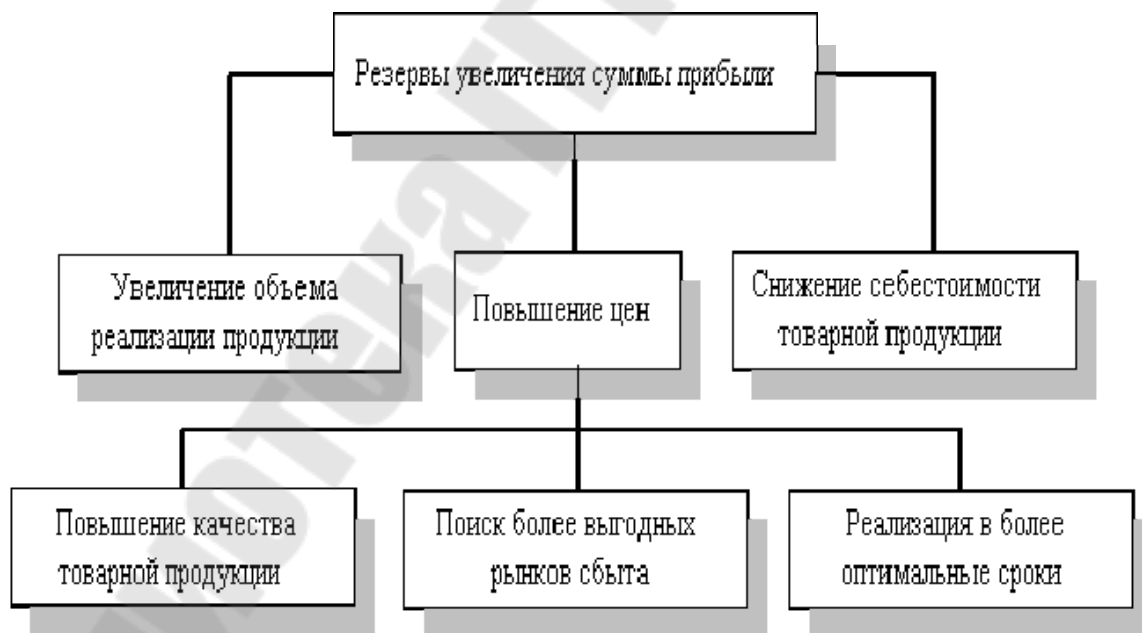 Резервы увеличения суммы прибыли
Увеличение объема
реализации продукции
Повышение цен
Снижение себестоимости
товарной продукции
Повышение качества
товарной продукции
Поиск более выгодных
рынков сбыта
Реализация в более
оптимальные сроки